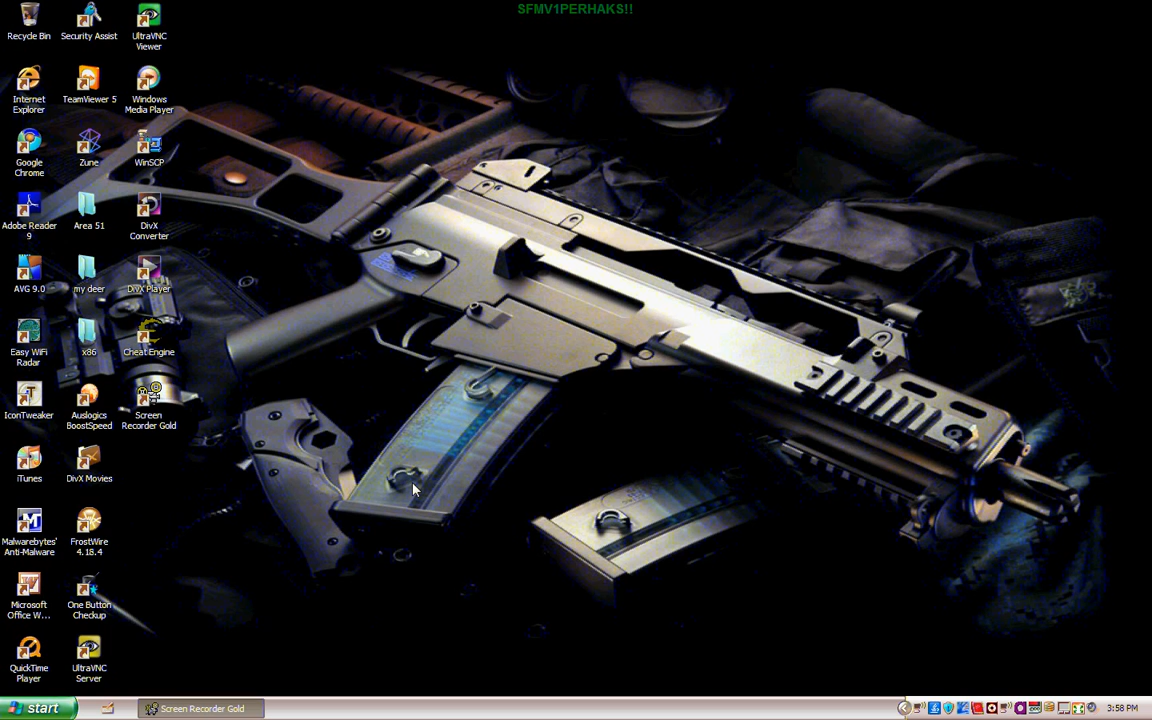 SFMV1PERHAKS!!
Recycle Bin
Security Assist
UltraVNC
Viewer
Internet
Explorer
TeamViewer 5
Windows
Media Player
Google
Chrome
Zune
WinSCP
Adobe Reader
9
Area 51
DivX
Converter
AVG 9.0
my deer
DivX Player
Easy WiFi
Radar
x86
Cheat Engine
IconTweaker
Auslogics
BoostSpeed
Screen
Recorder Gold
iTunes
DivX Movies
Malwarebytes'
Anti-Malware
FrostWire
4.18.4
Microsoft
Office W...
One Button
Checkup
QuickTime
Player
UltraVNC
Server
start
Screen Recorder Gold
3:58 PM